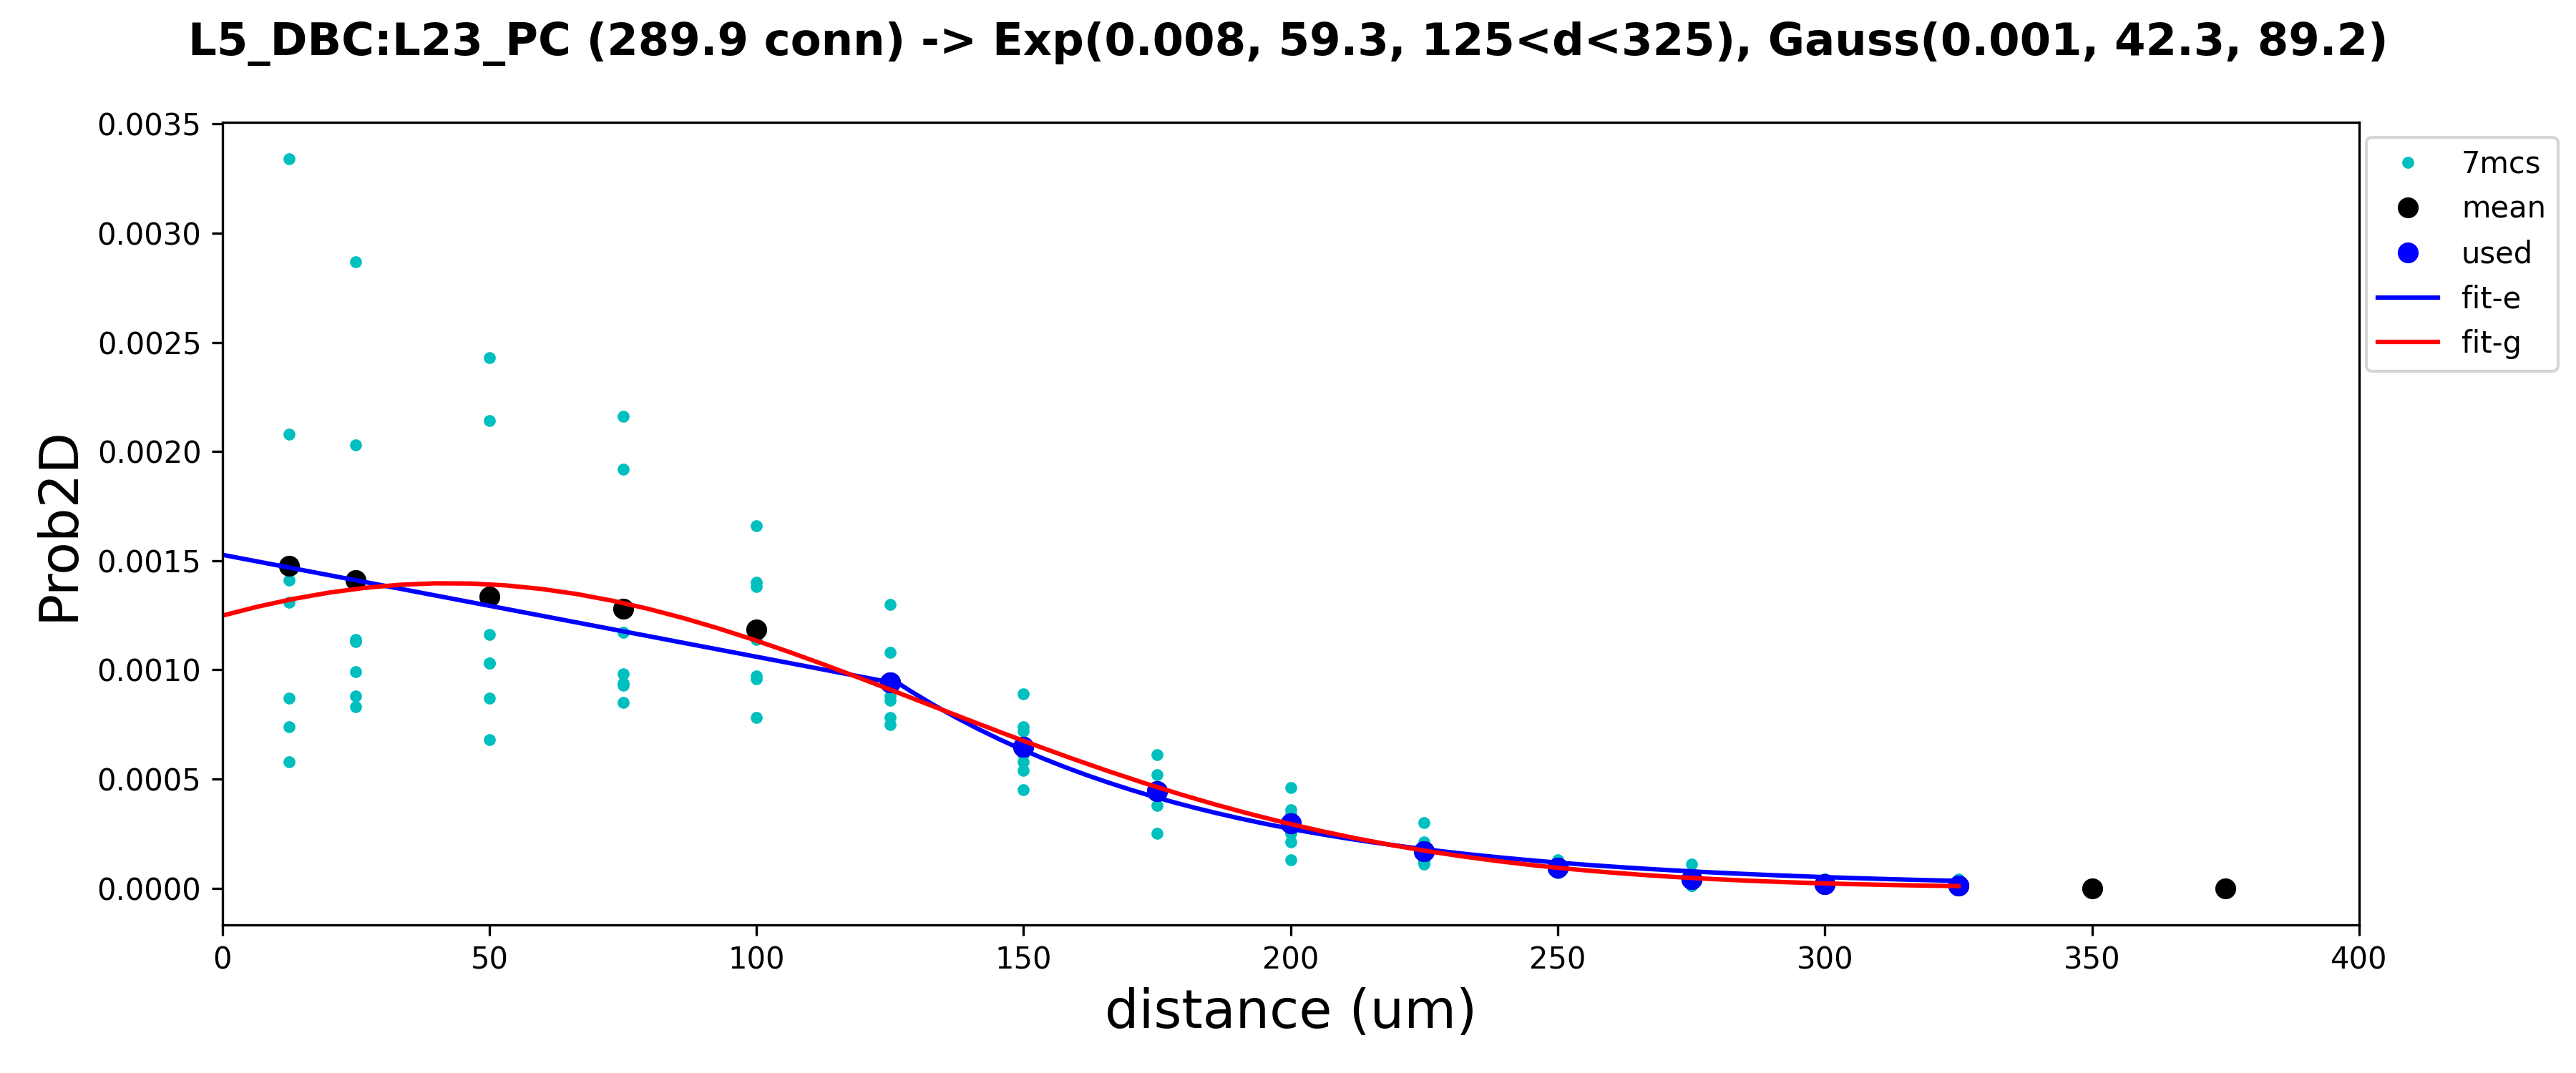 L5_DBC:L23_PC (289.9 conn) -> Exp(0.008, 59.3, 125<d<325), Gauss(0.001, 42.3, 89.2)
0.0035
0.0030
0.0025
0.0020
0.0015
0.0010
0.0005
0.0000
Prob2D
0 50 100 150 200 250 300 350 400
distance (um)
7mcs
mean
used
fit-e
fit-g